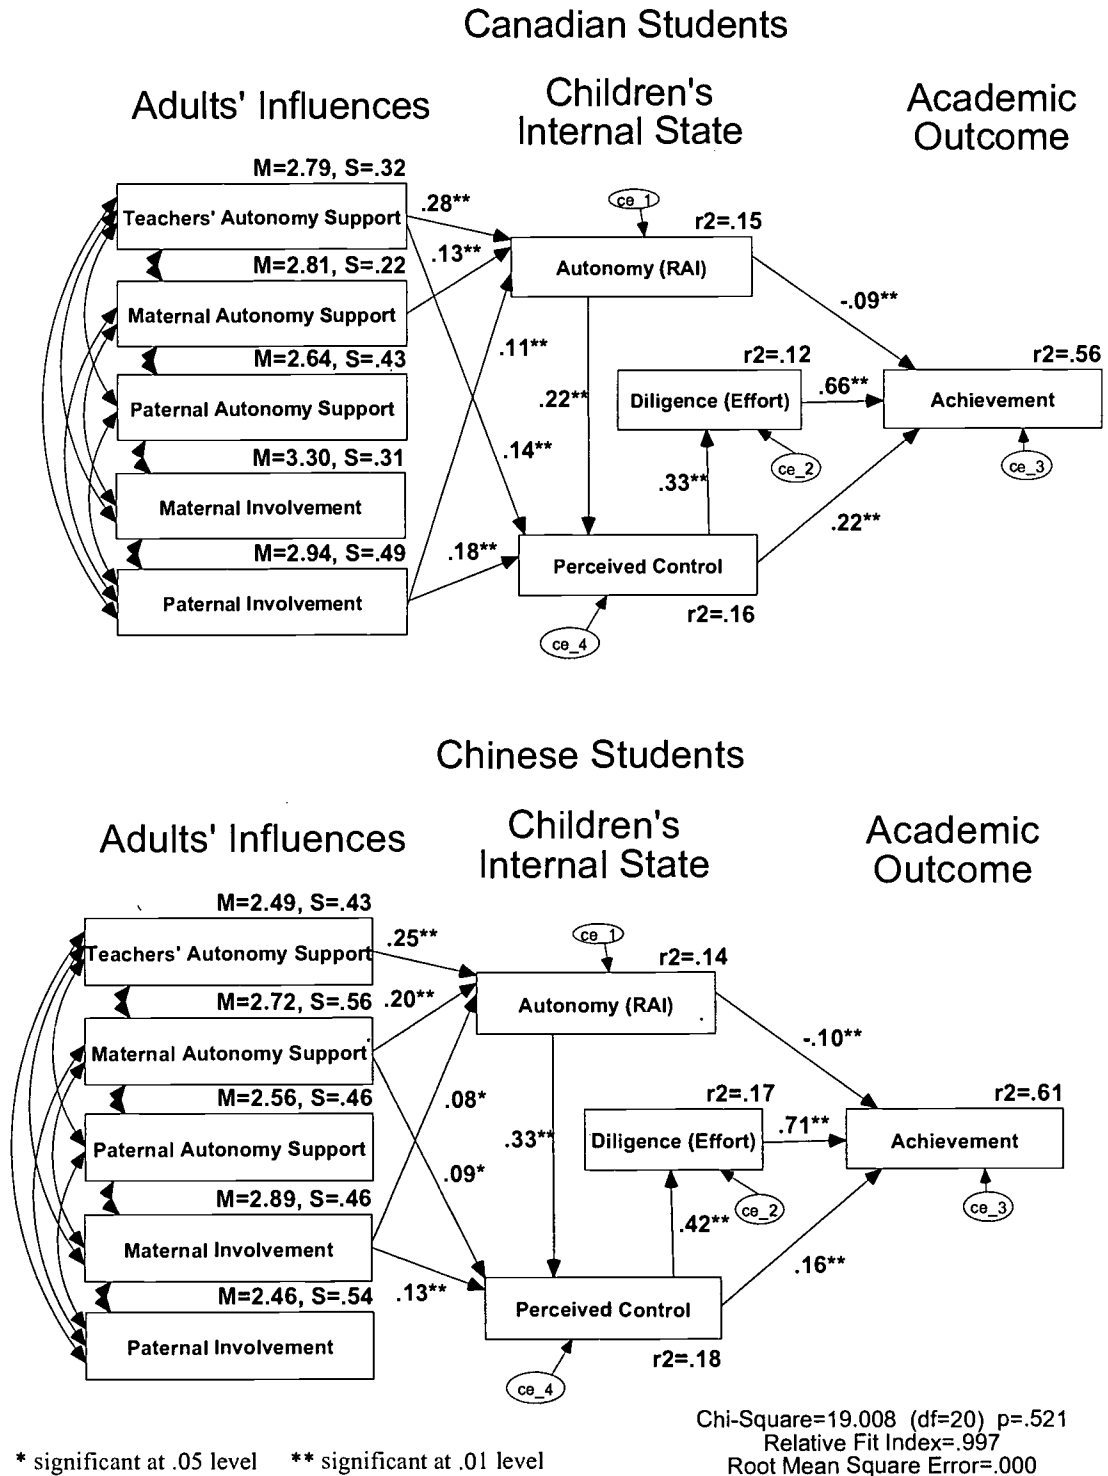 Canadian Students
Adults' Influences
Children's
Internal State
Academic
Outcome
M=2.79, S=.32
Teachers' Autonomy Support
.28**
ce_1
r2=.15
M=2.81, S=.22
.13**
Autonomy (RAI)
Maternal Autonomy Support
-.09**
M=2.64, S=.43
.11**
r2=.12
r2=.56
Paternal Autonomy Support
.22**
Diligence (Effort)
.66**
Achievement
M=3.30, S=.31
.14**
ce_2
ce_3
Maternal Involvement
.33**
.22**
M=2.94, S=.49
.18**
Perceived Control
Paternal Involvement
r2=.16
ce_4
Chinese Students
Adults' Influences
Children's
Internal State
Academic
Outcome
M=2.49, S=.43
Teachers' Autonomy Support
.25**
ce_1
r2=.14
M=2.72, S=.56
.20**
Autonomy (RAI)
Maternal Autonomy Support
-.10**
M=2.56, S=.46
.08*
r2=.17
r2=.61
Paternal Autonomy Support
.33**
Diligence (Effort)
.71**
Achievement
.09*
M=2.89, S=.46
ce_2
ce_3
Maternal Involvement
.42**
.16**
M=2.46, S=.54
.13**
Perceived Control
Paternal Involvement
r2=.18
ce_4
Chi-Square=19.008 (df=20) p=.521
Relative Fit Index=.997
Root Mean Square Error=.000
* significant at .05 level ** significant at .01 level